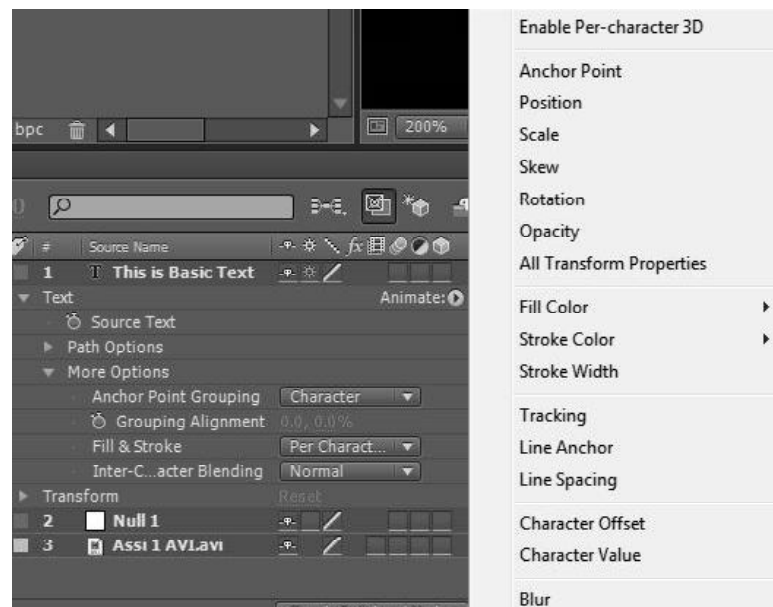 bpc
200%
# Source Name fx
1 T This is Basic Text
Text Animate:
Source Text
Path Options
More Options
Anchor Point Grouping Character
Grouping Alignment 0.0, 0.0%
Fill & Stroke Per Charact...
Inter-C...acter Blending Normal
Transform Reset
2 Null 1
3 Assi 1 AVI.avi
Enable Per-character 3D
Anchor Point
Position
Scale
Skew
Rotation
Opacity
All Transform Properties
Fill Color
Stroke Color
Stroke Width
Tracking
Line Anchor
Line Spacing
Character Offset
Character Value
Blur